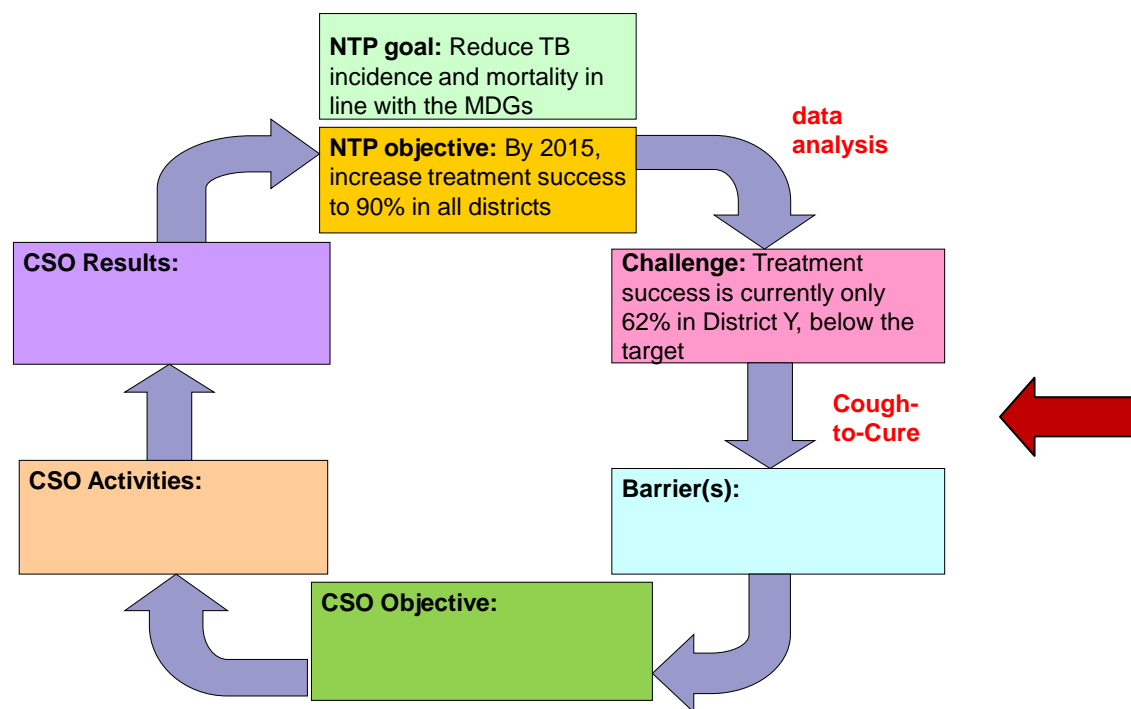 NTP goal: Reduce TB
incidence and mortality in
line with the MDGs
NTP objective: By 2015,
increase treatment success
to 90% in all districts
data
analysis
CSO Results:
Challenge: Treatment
success is currently only
62% in District Y, below the
target
Cough-
to-Cure
CSO Activities:
Barrier(s):
CSO Objective: